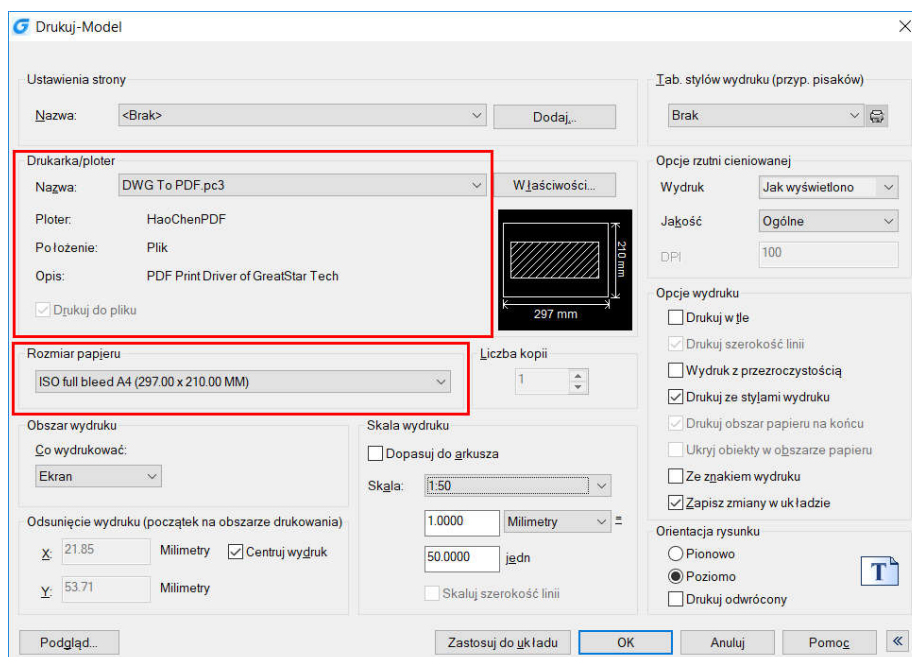 Drukuj-Model
Ustawienia strony
Nazwa: <Brak> Dodaj...
Tab. stylów wydruku (przyp. pisaków)
Brak
Drukarka/ploter
Nazwa: DWG To PDF.pc3 Właściwości...
Ploter: HaoChenPDF
Położenie: Plik
Opis: PDF Print Driver of GreatStar Tech
Drukuj do pliku
210 mm
297 mm
Opcje rzutni cieniowanej
Wydruk Jak wyświetlono
Jakość Ogólne
DPI 100
Rozmiar papieru
ISO full bleed A4 (297.00 x 210.00 MM)
Liczba kopii
1
Opcje wydruku
Drukuj w tle
Drukuj szerokość linii
Wydruk z przezroczystością
Drukuj ze stylami wydruku
Drukuj obszar papieru na końcu
Ukryj obiekty w obszarze papieru
Ze znakiem wydruku
Zapisz zmiany w układzie
Obszar wydruku
Co wydrukować:
Ekran
Skala wydruku
Dopasuj do arkusza
Skala: 1:50
1.0000 Milimetry =
50.0000 jedn
Skaluj szerokość linii
Odsunięcie wydruku (początek na obszarze drukowania)
X: 21.85 Milimetry Centruj wydruk
Y: 53.71 Milimetry
Orientacja rysunku
Pionowo
Poziomo
Drukuj odwrócony
T
Podgląd... Zastosuj do układu OK Anuluj Pomoc «